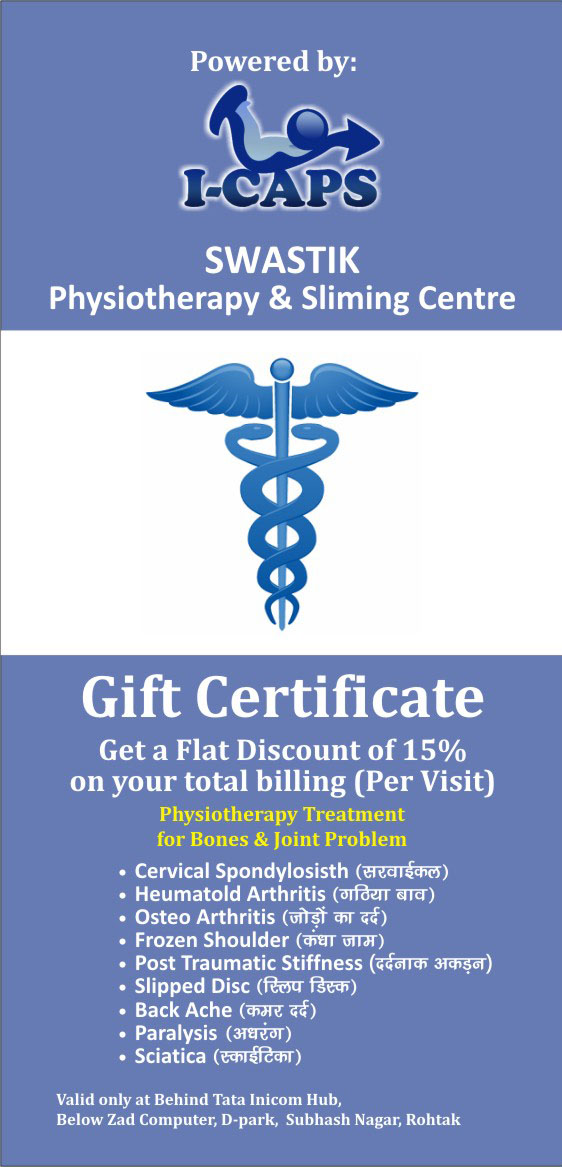 Powered by:
I-CAPS
SWASTIK
Physiotherapy & Sliming Centre
Gift Certificate
Get a Flat Discount of 15%
on your total billing (Per Visit)
Physiotherapy Treatment
for Bones & Joint Problem
• Cervical Spondylosisth (सरवाईकल)
• Heumatold Arthritis (गठिया बाव)
• Osteo Arthritis (जोड़ों का दर्द)
• Frozen Shoulder (कंधा जाम)
• Post Traumatic Stiffness (दर्दनाक अकड़न)
• Slipped Disc (स्लिप डिस्क)
• Back Ache (कमर दर्द)
• Paralysis (अधरंग)
• Sciatica (स्काईटिका)
Valid only at Behind Tata Inicom Hub,
Below Zad Computer, D-park, Subhash Nagar, Rohtak